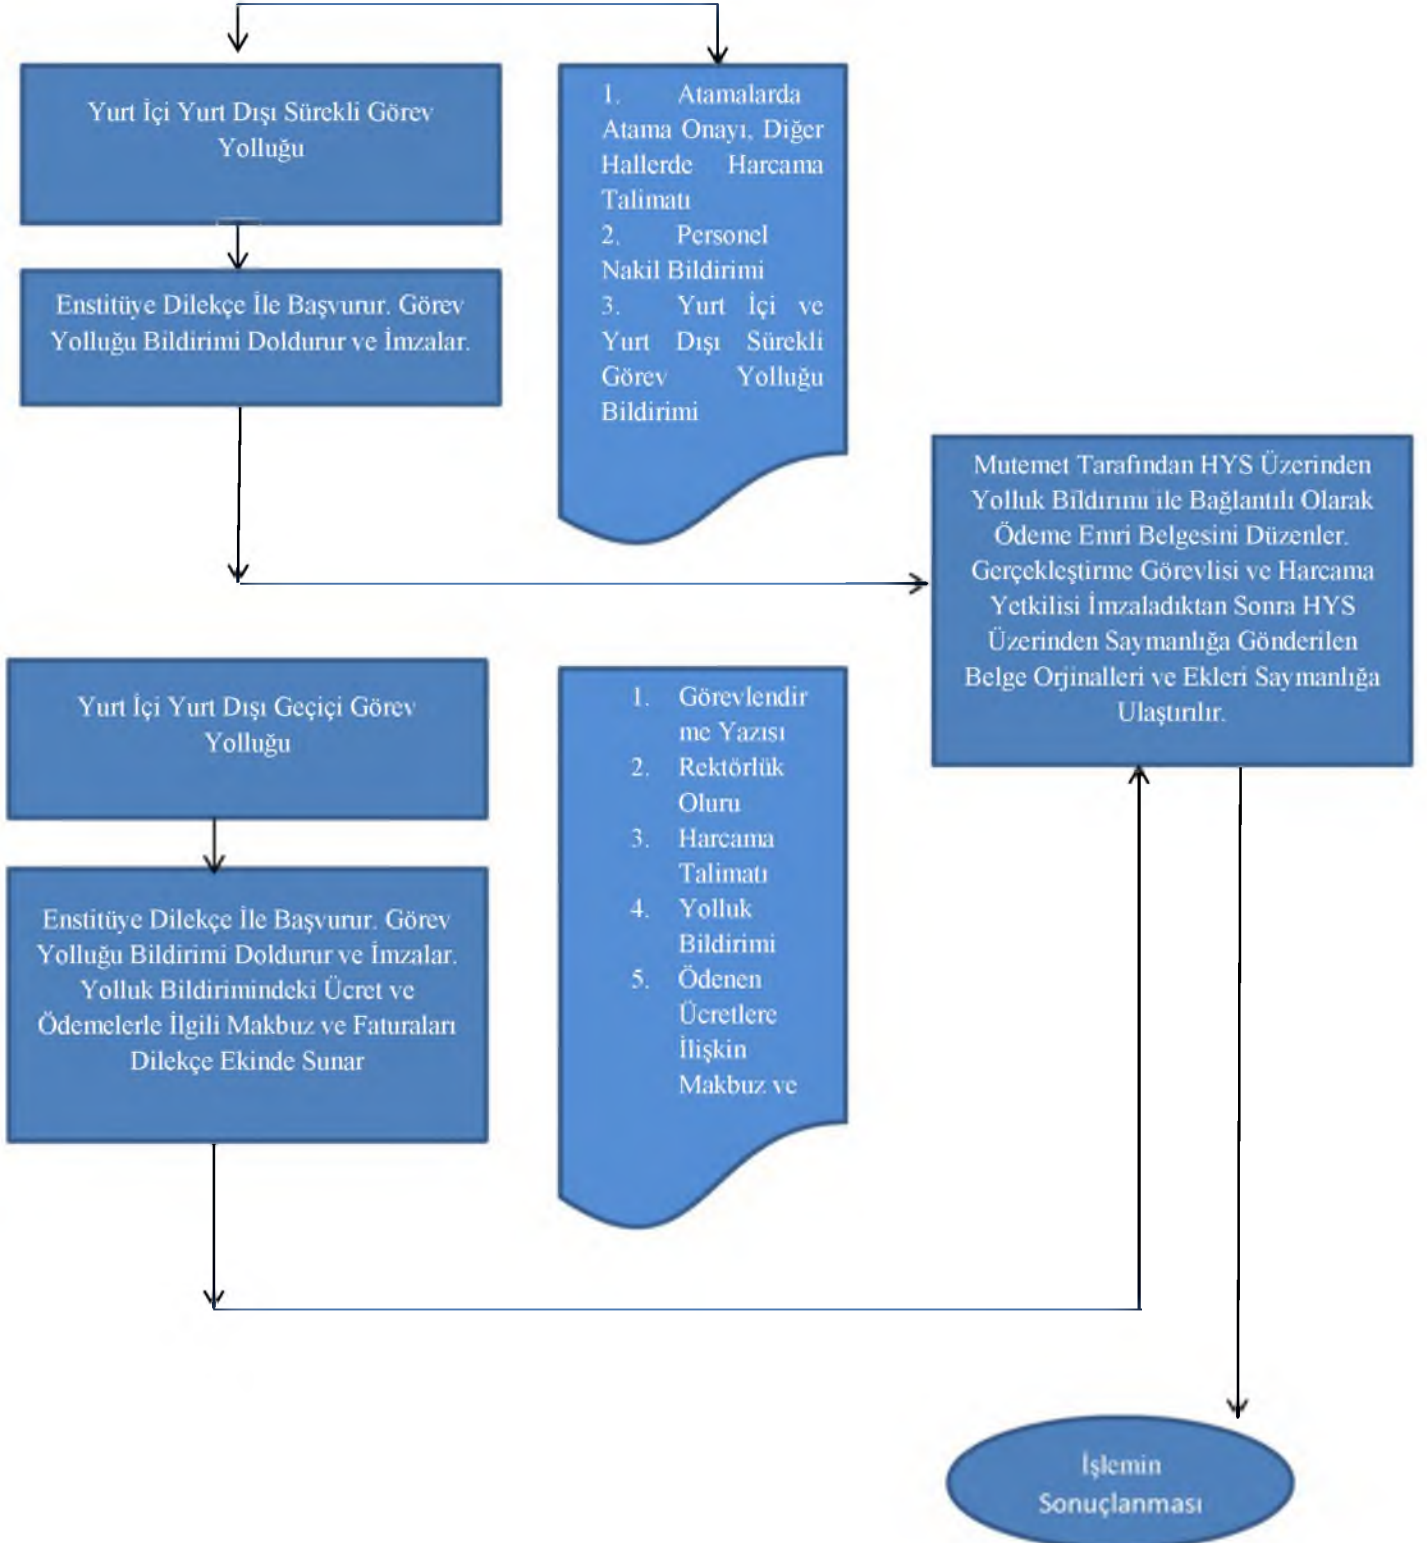 Yurt İçi Yurt Dışı Sürekli Görev
Yolluğu
Enstitüye Dilekçe İle Başvurur. Görev
Yolluğu Bildirimi Doldurur ve İmzalar.
1. Atamalarda
Atama Onayı, Diğer
Hallerde Harcama
Talimatı
2. Personel
Nakil Bildirimi
3. Yurt İçi ve
Yurt Dışı Sürekli
Görev Yolluğu
Bildirimi
Mutemet Tarafından HYS Üzerinden
Yolluk Bildirimi ile Bağlantılı Olarak
Ödeme Emri Belgesini Düzenler.
Gerçekleştirme Görevlisi ve Harcama
Yetkilisi İmzaladıktan Sonra HYS
Üzerinden Saymanlığa Gönderilen
Belge Orjinalleri ve Ekleri Saymanlığa
Ulaştırılır.
Yurt İçi Yurt Dışı Geçiçi Görev
Yolluğu
Enstitüye Dilekçe İle Başvurur. Görev
Yolluğu Bildirimi Doldurur ve İmzalar.
Yolluk Bildirimindeki Ücret ve
Ödemelerle İlgili Makbuz ve Faturaları
Dilekçe Ekinde Sunar
1. Görevlendir
me Yazısı
2. Rektörlük
Oluru
3. Harcama
Talimatı
4. Yolluk
Bildirimi
5. Ödenen
Ücretlere
İlişkin
Makbuz ve
İşlemin
Sonuçlanması